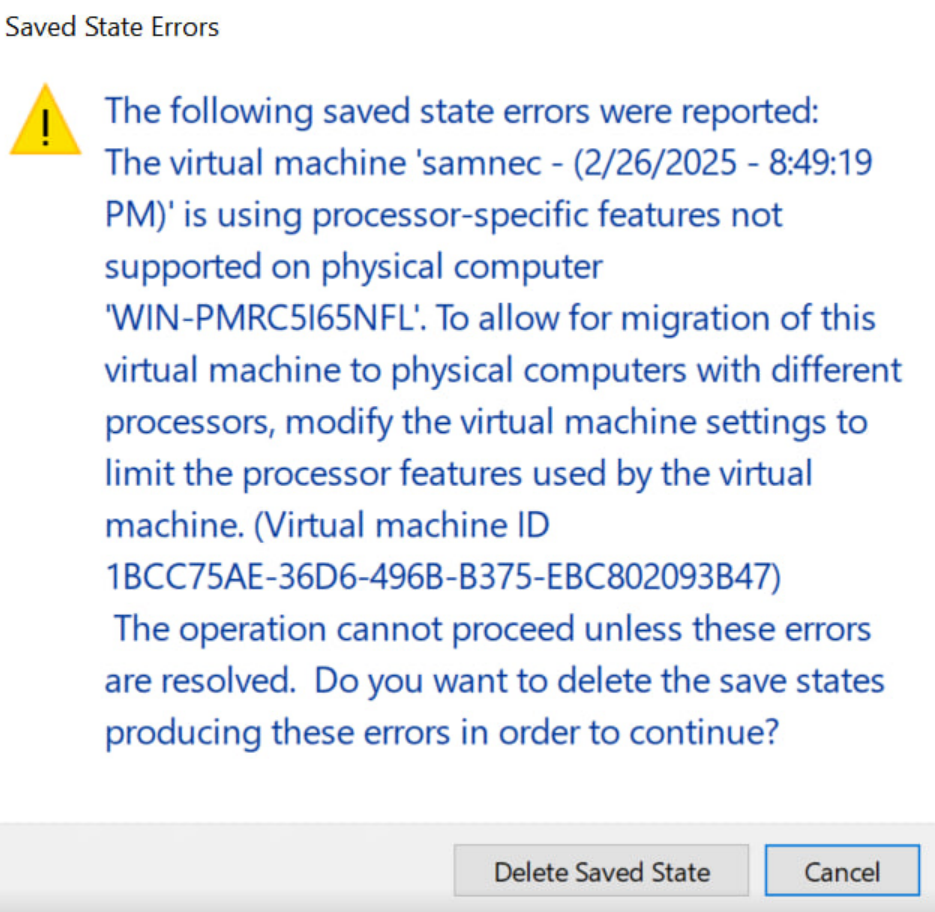 Saved State Errors
The following saved state errors were reported:
The virtual machine 'samnec - (2/26/2025 - 8:49:19
PM)' is using processor-specific features not
supported on physical computer
'WIN-PMRC5I65NFL'. To allow for migration of this
virtual machine to physical computers with different
processors, modify the virtual machine settings to
limit the processor features used by the virtual
machine. (Virtual machine ID
1BCC75AE-36D6-496B-B375-EBC802093B47)
The operation cannot proceed unless these errors
are resolved.  Do you want to delete the save states
producing these errors in order to continue?
Delete Saved State
Cancel